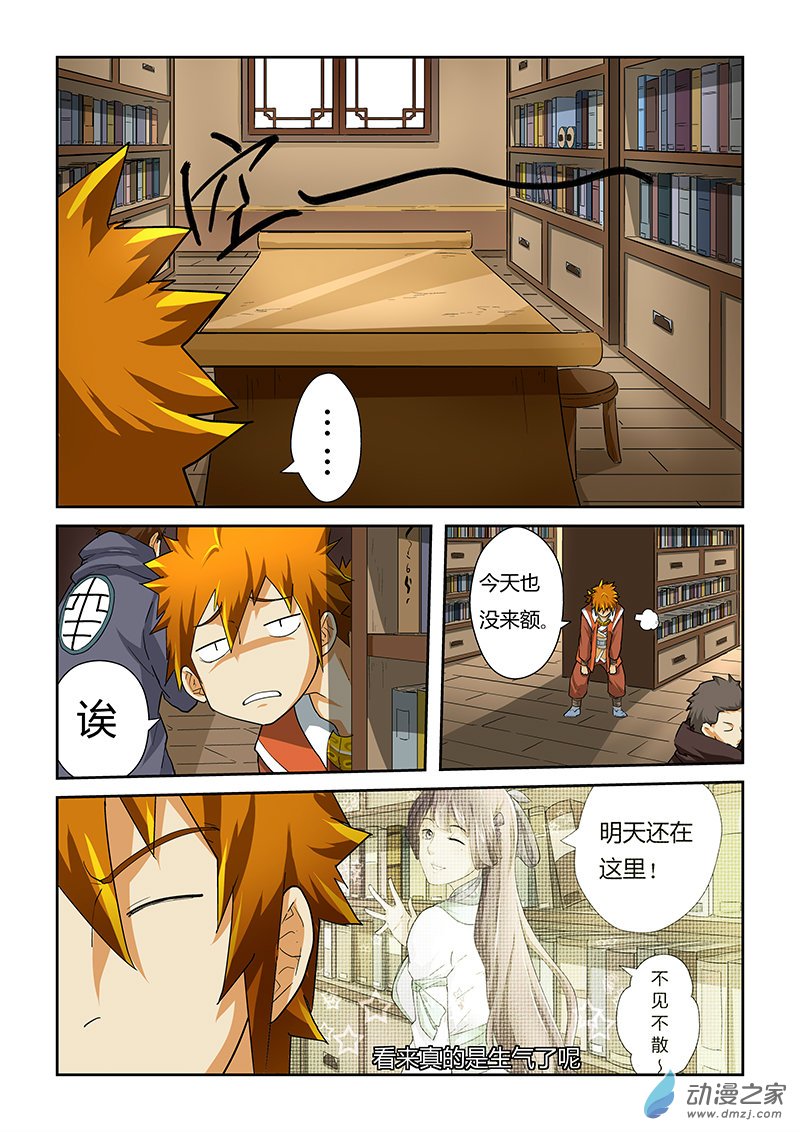 空
……
诶
今天也
没来额。
明天还在
这里！
不见不散～
看来真的是生气了呢
动漫之家
www.dmzj.com